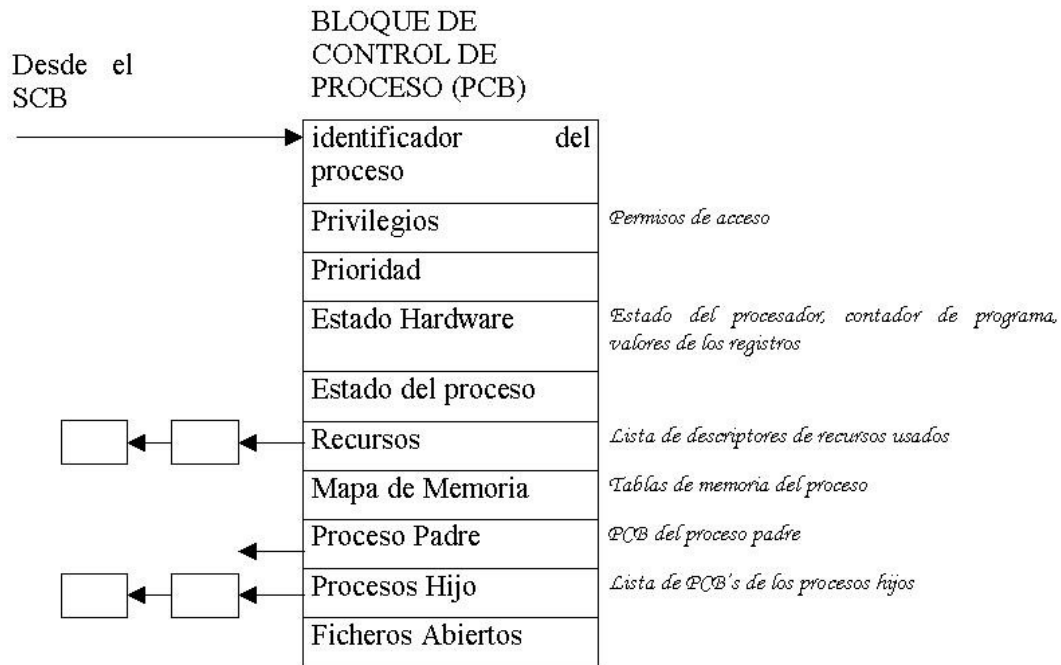 BLOQUE DE
CONTROL DE
PROCESO (PCB)
Desde el
SCB
identificador del
proceso
Privilegios
Permisos de acceso
Prioridad
Estado Hardware
Estado del procesador, contador de programa,
valores de los registros
Estado del proceso
Recursos
Lista de descriptores de recursos usados
Mapa de Memoria
Tablas de memoria del proceso
Proceso Padre
PCB del proceso padre
Procesos Hijo
Lista de PCB's de los procesos hijos
Ficheros Abiertos